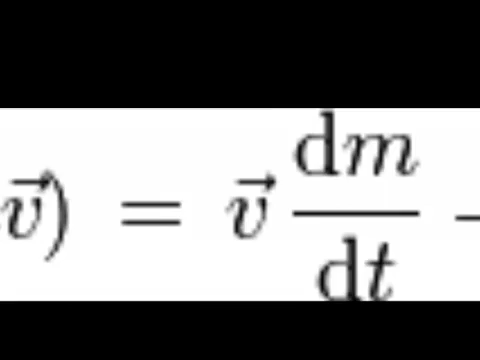 v⃗) = v⃗ dm/dt –